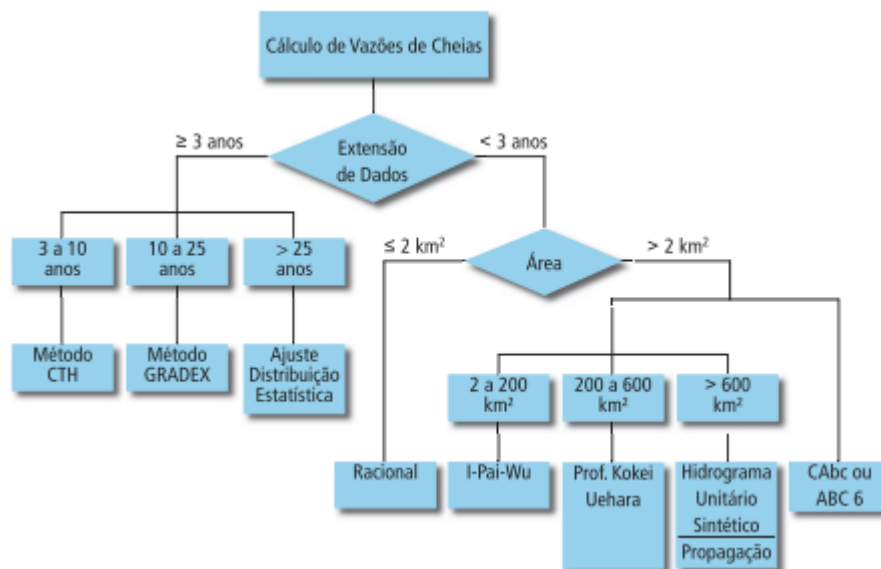 Cálculo de Vazões de Cheias
≥ 3 anos
< 3 anos
Extensão
de Dados
3 a 10
anos
10 a 25
anos
> 25
anos
≤ 2 km²
> 2 km²
Área
Método
CTH
Método
GRADEX
Ajuste
Distribuição
Estatística
2 a 200
km²
200 a 600
km²
> 600
km²
Racional
I-Pai-Wu
Prof. Kokei
Uehara
Hidrograma
Unitário
Sintético
Propagação
CAbc ou
ABC 6